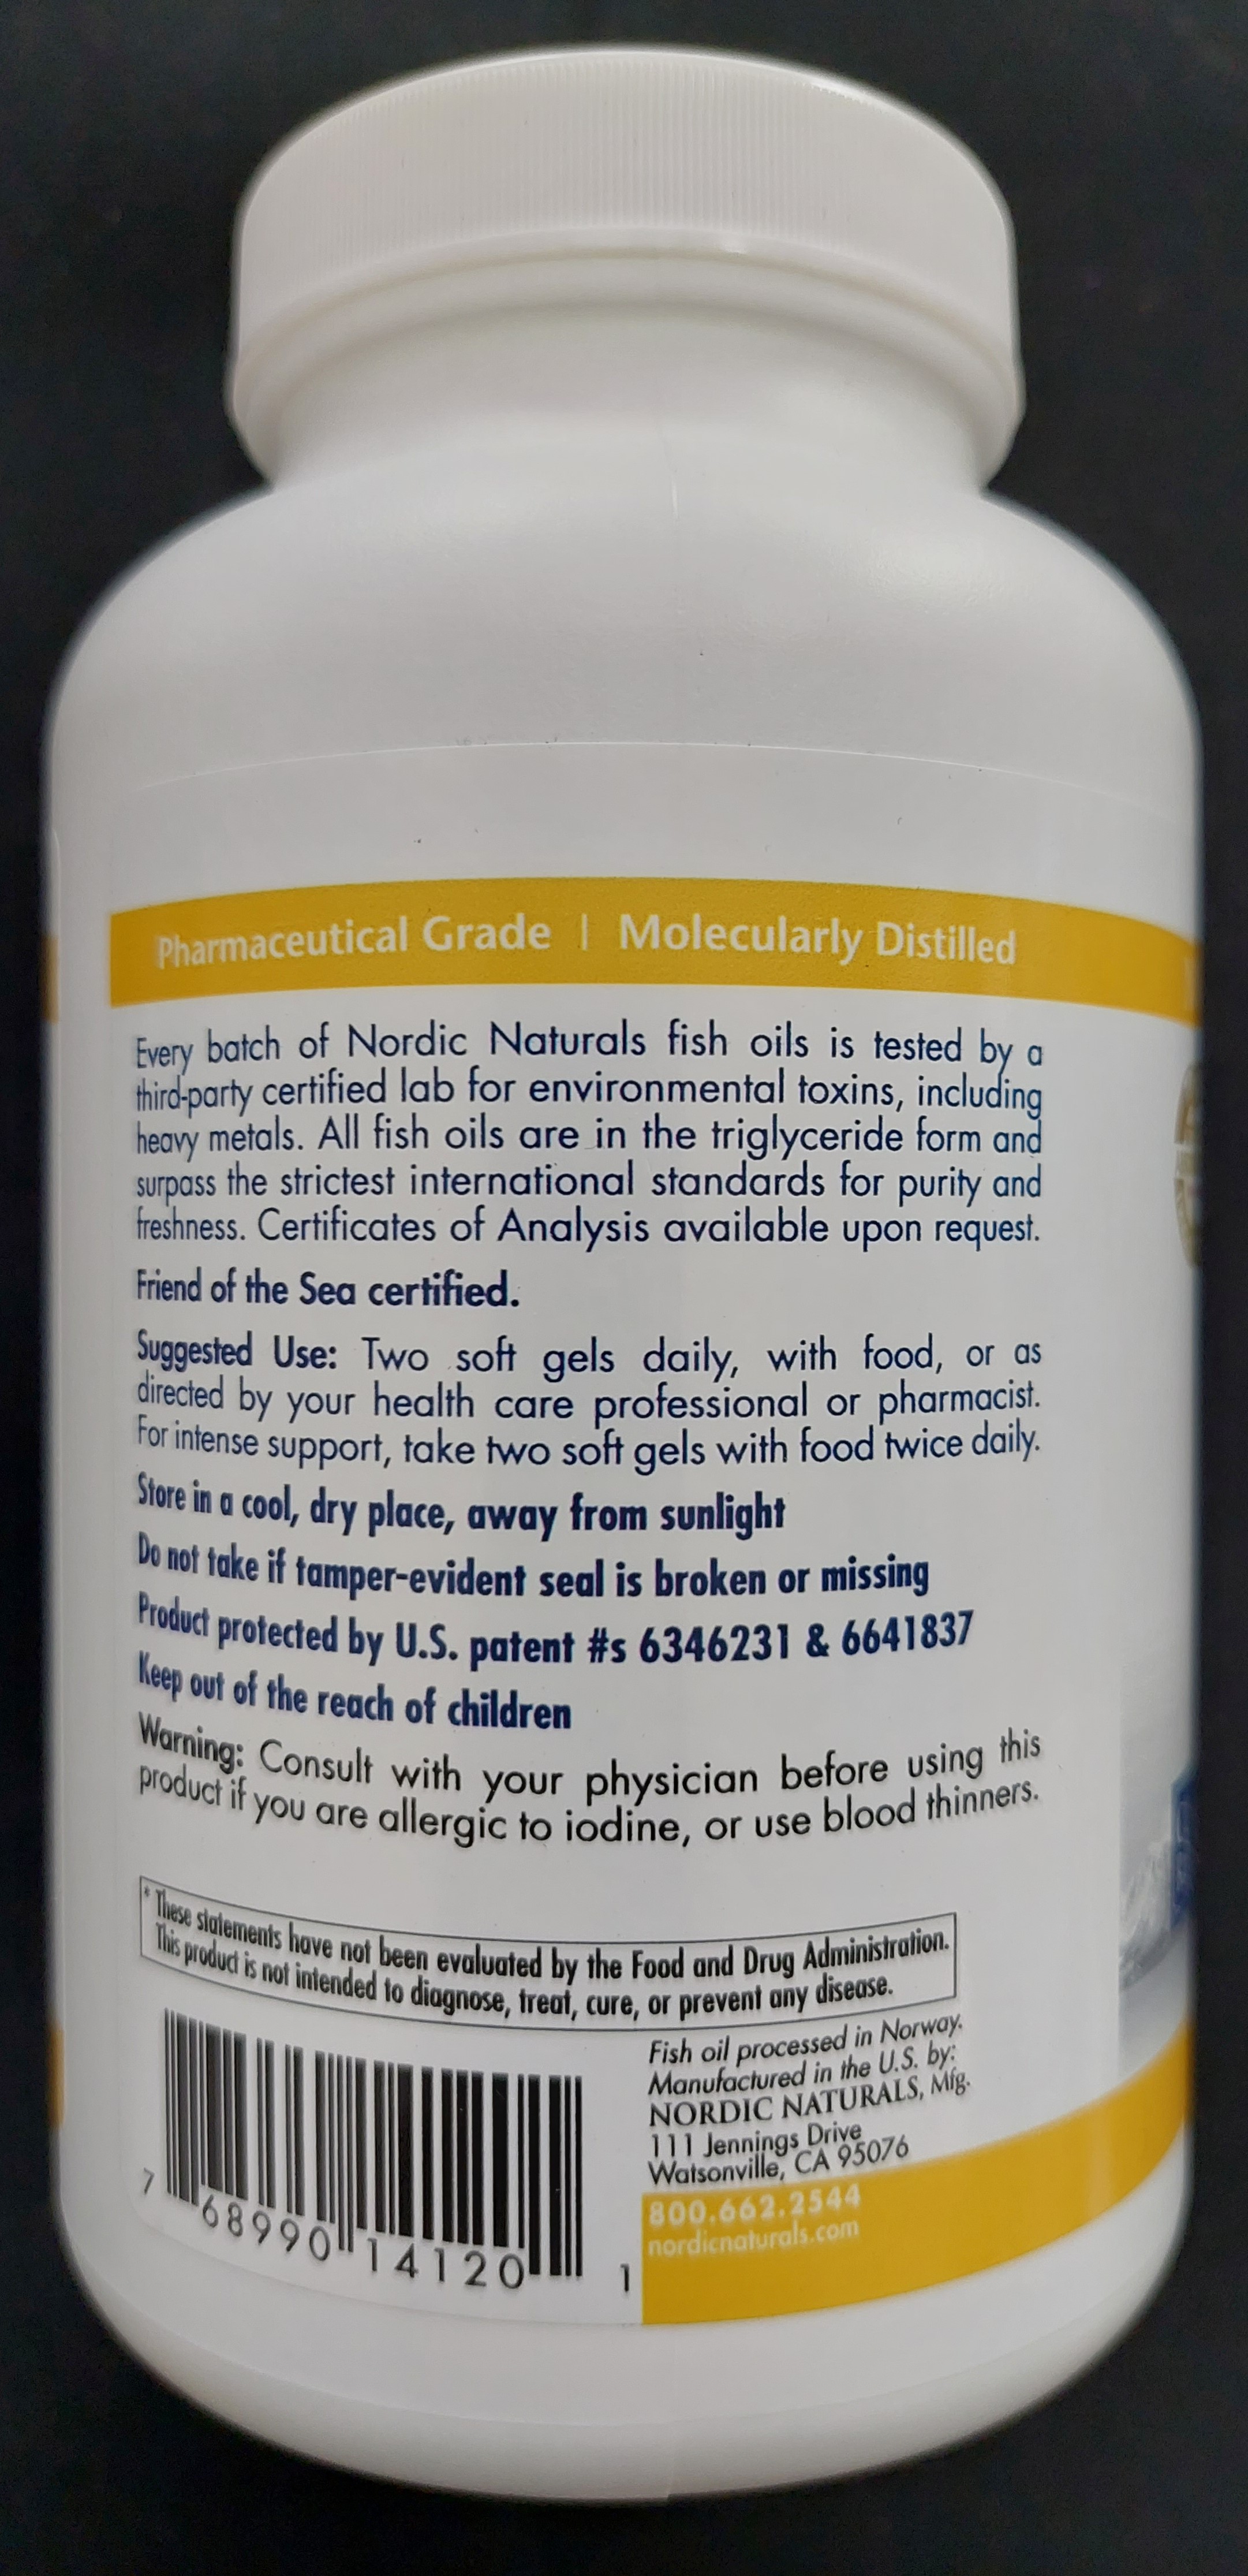 Pharmaceutical Grade | Molecularly Distilled
Every batch of Nordic Naturals fish oils is tested by a
third-party certified lab for environmental toxins, including
heavy metals. All fish oils are in the triglyceride form and
surpass the strictest international standards for purity and
freshness. Certificates of Analysis available upon request.
Friend of the Sea certified.
Suggested Use: Two soft gels daily, with food, or as
directed by your health care professional or pharmacist.
For intense support, take two soft gels with food twice daily.
Store in a cool, dry place, away from sunlight
Do not take if tamper-evident seal is broken or missing
Product protected by U.S. patent #s 6346231 & 6641837
Keep out of the reach of children
Warning: Consult with your physician before using this
product if you are allergic to iodine, or use blood thinners.
* These statements have not been evaluated by the Food and Drug Administration.
This product is not intended to diagnose, treat, cure, or prevent any disease.
Fish oil processed in Norway.
Manufactured in the U.S. by:
NORDIC NATURALS, Mfg.
111 Jennings Drive
Watsonville, CA 95076
800.662.2544
nordicnaturals.com
7 68990 14120 1